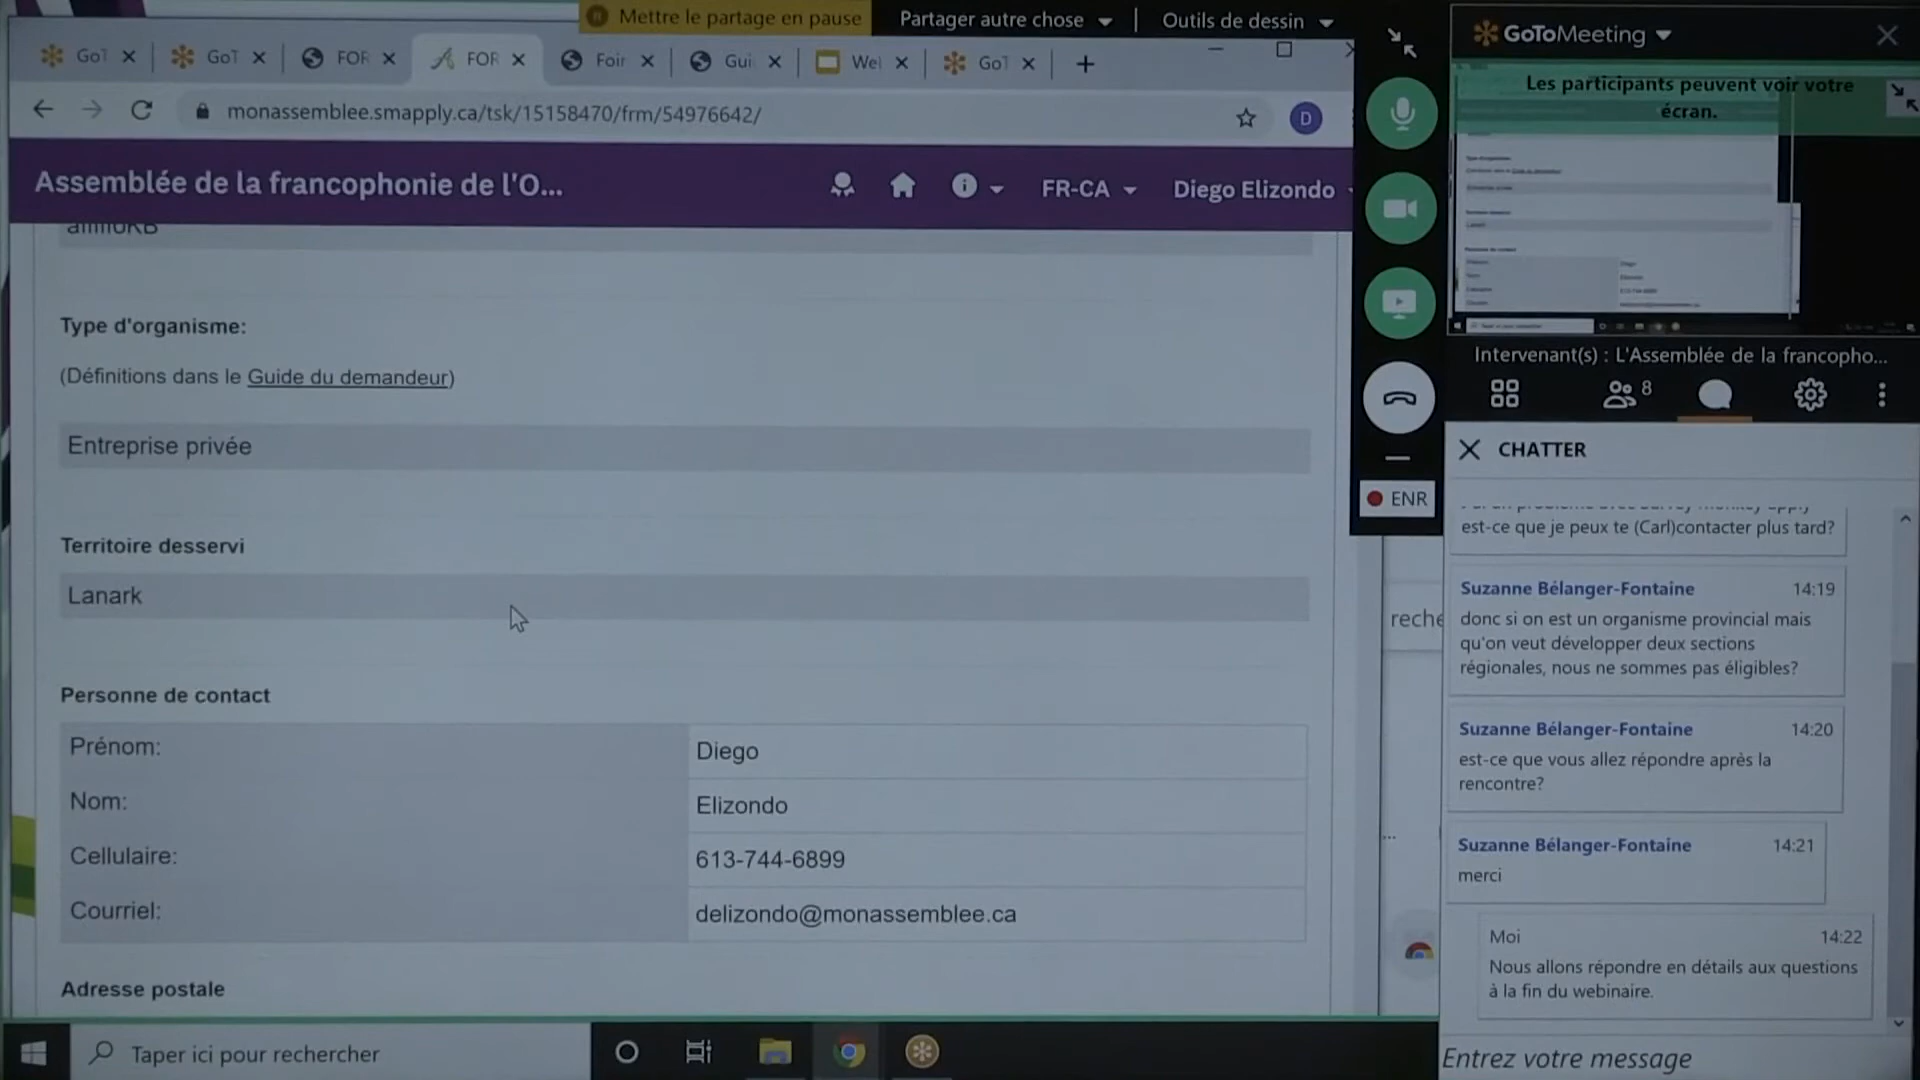 Mettre le partage en pause
Partager autre chose
Outils de dessin
GoT
GoT
FOR
FOR
Foir
Gui
Wel
GoT
monassemblee.smapply.ca/tsk/15158470/frm/54976642/
D
Assemblée de la francophonie de l'O...
FR-CA
Diego Elizondo
Type d'organisme:
(Définitions dans le Guide du demandeur)
Entreprise privée
Territoire desservi
Lanark
Personne de contact
Prénom:
Diego
Nom:
Elizondo
Cellulaire:
613-744-6899
Courriel:
delizondo@monassemblee.ca
Adresse postale
Taper ici pour rechercher
ENR
reche
GoToMeeting
Les participants peuvent voir votre
écran.
Intervenant(s) : L'Assemblée de la francopho...
8
CHATTER
est-ce que je peux te (Carl)contacter plus tard?
Suzanne Bélanger-Fontaine 14:19
donc si on est un organisme provincial mais
qu'on veut développer deux sections
régionales, nous ne sommes pas éligibles?
Suzanne Bélanger-Fontaine 14:20
est-ce que vous allez répondre après la
rencontre?
Suzanne Bélanger-Fontaine 14:21
merci
Moi 14:22
Nous allons répondre en détails aux questions
à la fin du webinaire.
Entrez votre message